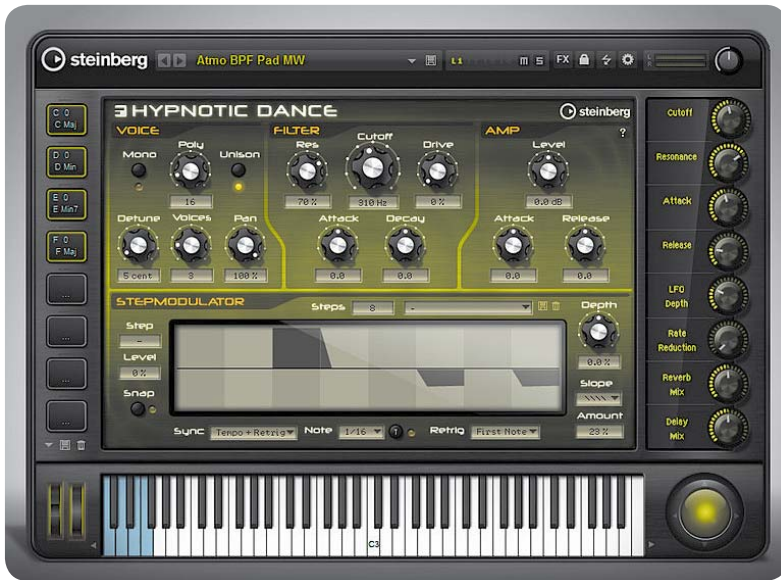 steinberg
Atmo BPF Pad MW
L1
M S
FX
HYPNOTIC DANCE
steinberg
?
C 0
C Maj
D 0
D Min
E 0
E Min7
F 0
F Maj
...
...
...
...
VOICE
Mono
Poly
Unison
16
Detune
Voices
Pan
5 cent
3
100 %
FILTER
Res
Cutoff
Drive
70 %
310 Hz
0 %
Attack
Decay
0.0
0.0
AMP
Level
0.0 dB
Attack
Release
0.0
0.0
STEPMODULATOR
Steps
8
-
Depth
0.0 %
Step
-
Level
0 %
Snap
Slope
Amount
23 %
Sync
Tempo + Retrig
Note
1/16
1
Retrig
First Note
Cutoff
Resonance
Attack
Release
LFO
Depth
Rate
Reduction
Reverb
Mix
Delay
Mix
C3